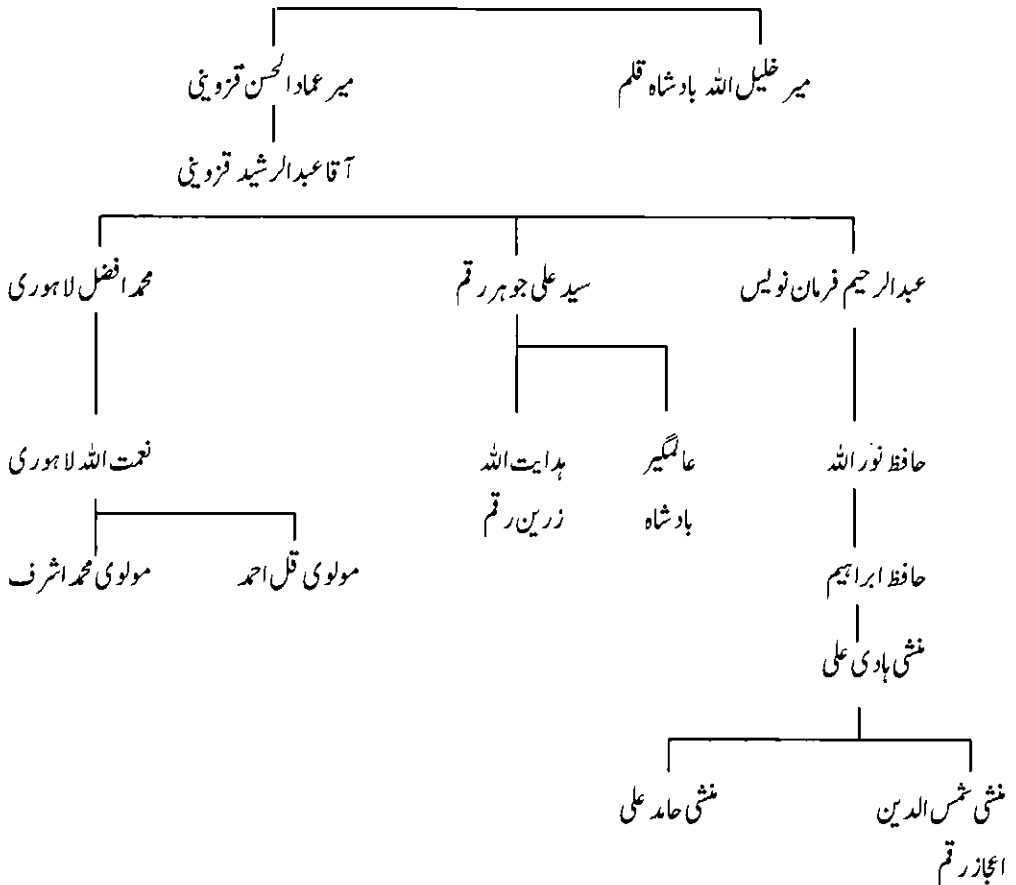 میر خلیل اللہ بادشاہ قلم
میر عماد الحسن قزوینی
آقا عبدالرشید قزوینی
عبدالرحیم فرمان نویس
سید علی جوہر رقم
محمد افضل لاہوری
حافظ نور اللہ
عالمگیر
بادشاہ
ہدایت اللہ
زرین رقم
نعمت اللہ لاہوری
حافظ ابراہیم
مولوی قل احمد
مولوی محمد اشرف
منشی ہادی علی
منشی شمس الدین
اعجاز رقم
منشی حامد علی